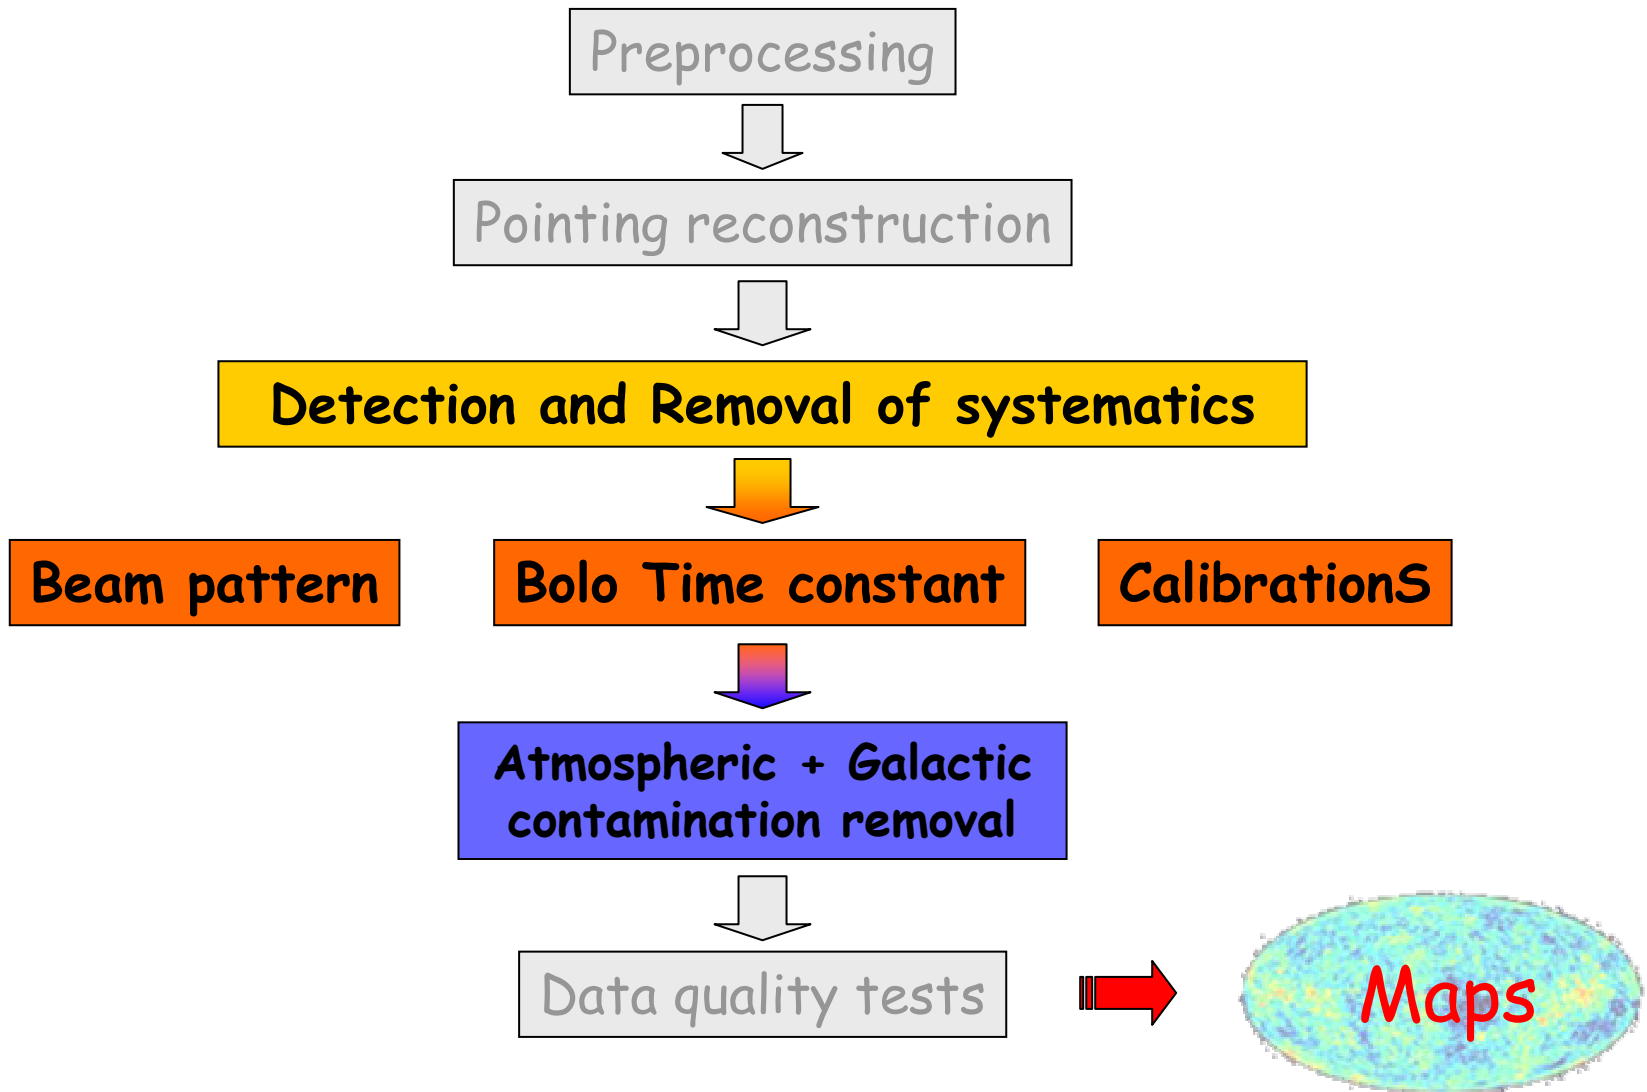 Preprocessing
Pointing reconstruction
Detection and Removal of systematics
Beam pattern
Bolo Time constant
CalibrationS
Atmospheric + Galactic
contamination removal
Data quality tests
Maps